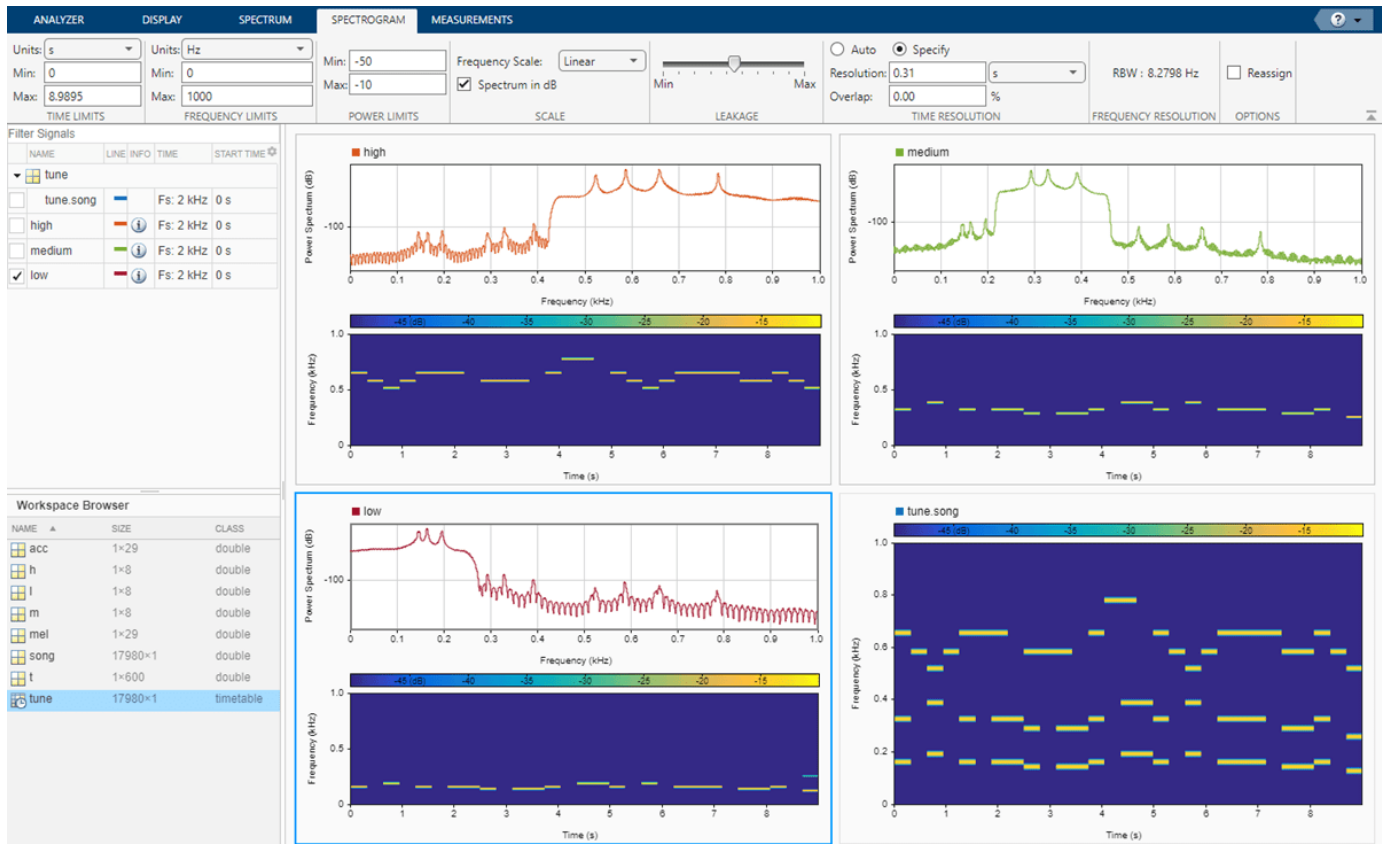 ANALYZER DISPLAY SPECTRUM SPECTROGRAM MEASUREMENTS ?
Units: s Units: Hz
Min: 0 Min: 0
Max: 8.9895 Max: 1000
TIME LIMITS FREQUENCY LIMITS
Min: -50
Max: -10
POWER LIMITS
Frequency Scale: Linear
Spectrum in dB
SCALE
Min Max
LEAKAGE
Auto Specify
Resolution: 0.31 s
Overlap: 0.00 %
TIME RESOLUTION
RBW : 8.2798 Hz
FREQUENCY RESOLUTION
Reassign
OPTIONS
Filter Signals
NAME LINE INFO TIME START TIME
tune
tune.song Fs: 2 kHz 0 s
high i Fs: 2 kHz 0 s
medium i Fs: 2 kHz 0 s
low i Fs: 2 kHz 0 s
Workspace Browser
NAME SIZE CLASS
acc 1×29 double
h 1×8 double
l 1×8 double
m 1×8 double
mel 1×29 double
song 17980×1 double
t 1×600 double
tune 17980×1 timetable
high
Power Spectrum (dB)
-100
0 0.1 0.2 0.3 0.4 0.5 0.6 0.7 0.8 0.9 1.0
Frequency (kHz)
-45 (dB) -40 -35 -30 -25 -20 -15
Frequency (kHz)
1.0
0.5
0
0 1 2 3 4 5 6 7 8
Time (s)
medium
Power Spectrum (dB)
-100
0 0.1 0.2 0.3 0.4 0.5 0.6 0.7 0.8 0.9 1.0
Frequency (kHz)
-45 (dB) -40 -35 -30 -25 -20 -15
Frequency (kHz)
1.0
0.5
0
0 1 2 3 4 5 6 7 8
Time (s)
low
Power Spectrum (dB)
-100
0 0.1 0.2 0.3 0.4 0.5 0.6 0.7 0.8 0.9 1.0
Frequency (kHz)
-45 (dB) -40 -35 -30 -25 -20 -15
Frequency (kHz)
1.0
0.5
0
0 1 2 3 4 5 6 7 8
Time (s)
tune.song
-45 (dB) -40 -35 -30 -25 -20 -15
Frequency (kHz)
1.0
0.8
0.6
0.4
0.2
0
0 1 2 3 4 5 6 7 8
Time (s)